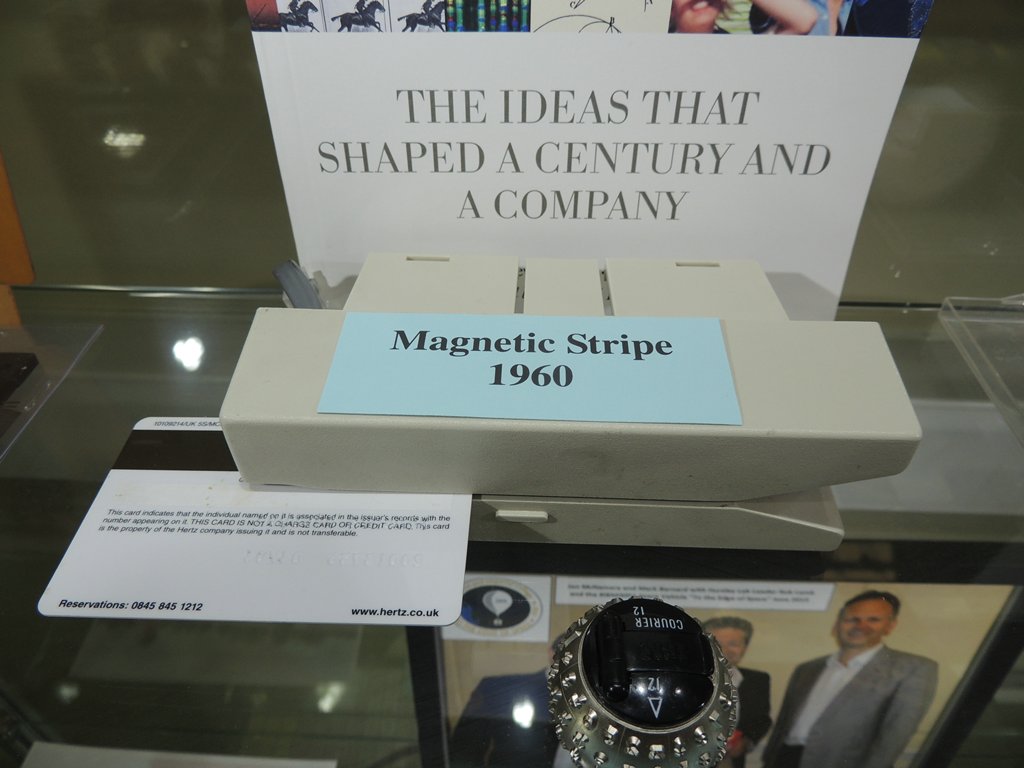 THE IDEAS THAT
SHAPED A CENTURY AND
A COMPANY
Magnetic Stripe
1960
This card indicates that the individual named on it is associated in the issuer's records with the
number appearing on it. THIS CARD IS NOT A CHARGE CARD OR CREDIT CARD. This card
is the property of the Hertz company issuing it and is not transferable.
Reservations: 0845 845 1212
www.hertz.co.uk
COURIER
12
12